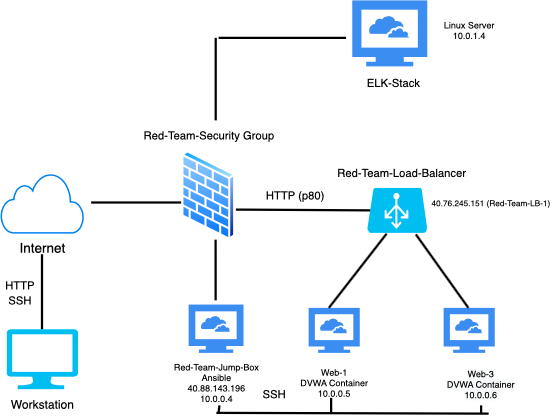 Linux Server
10.0.1.4
ELK-Stack
Red-Team-Security Group
Red-Team-Load-Balancer
HTTP (p80)
40.76.245.151 (Red-Team-LB-1)
Internet
HTTP
SSH
Workstation
Red-Team-Jump-Box
Ansible
40.88.143.196
10.0.0.4
SSH
Web-1
DVWA Container
10.0.0.5
Web-3
DVWA Container
10.0.0.6